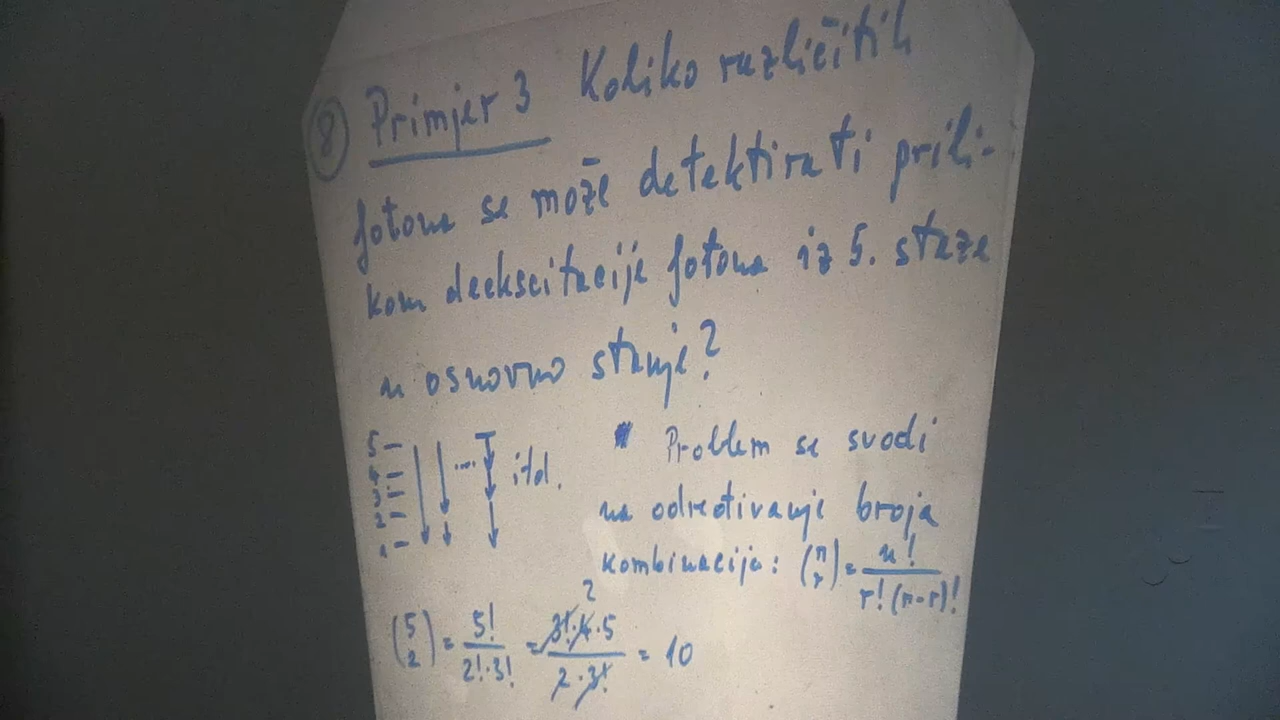 8 Primjer 3 Koliko različitih
fotona se može detektirati prili-
kom deekscitacije fotona iz 5. staze
u osnovno stanje?
5 4 3 2 1 ... itd.
Problem se svodi
na određivanje broja
kombinacija: (n r) = n! / r!(n-r)!
(5 2) = 5! / 2!·3! = 3!·4·5 / 2·3! = 10
2